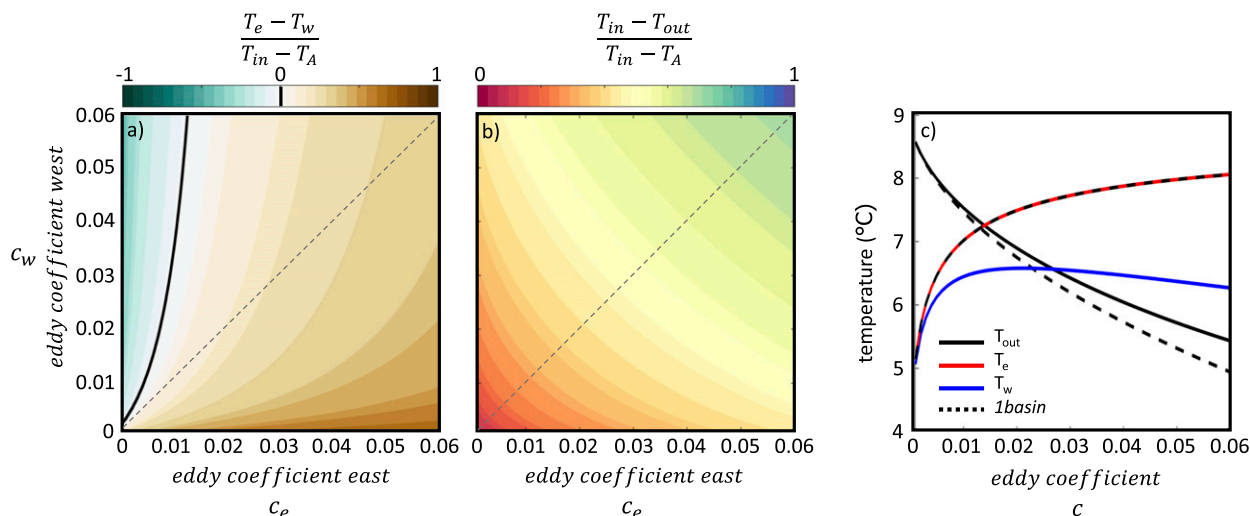 T_e − T_w
T_in − T_A
-1 0 1
a)
0.06
0.05
0.04
0.03
0.02
0.01
0
c_w
eddy coefficient west
0 0.01 0.02 0.03 0.04 0.05 0.06
eddy coefficient east
c_e
T_in − T_out
T_in − T_A
0 1
b)
0 0.01 0.02 0.03 0.04 0.05 0.06
eddy coefficient east
c_e
c)
9
8
7
6
5
4
temperature (°C)
T_out
T_e
T_w
1basin
0 0.01 0.02 0.03 0.04 0.05 0.06
eddy coefficient
c